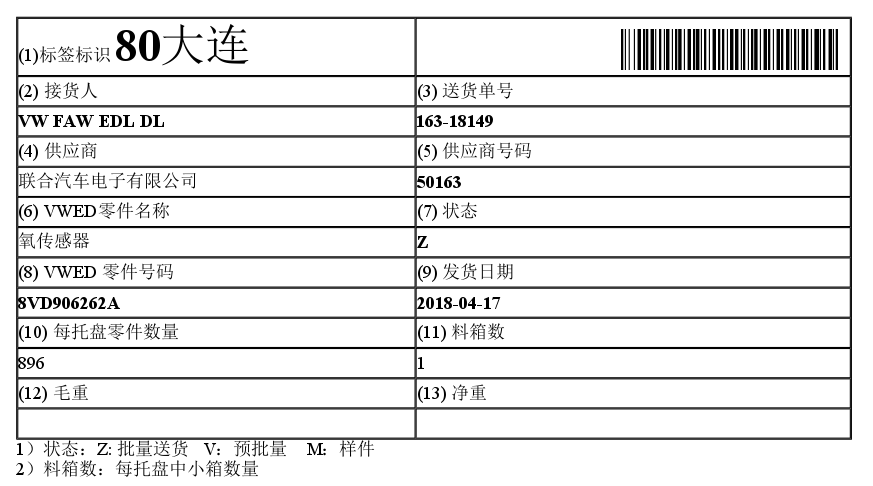 (1)标签标识 80大连
(2) 接货人
(3) 送货单号
VW FAW EDL DL
163-18149
(4) 供应商
(5) 供应商号码
联合汽车电子有限公司
50163
(6) VWED零件名称
(7) 状态
氧传感器
Z
(8) VWED 零件号码
(9) 发货日期
8VD906262A
2018-04-17
(10) 每托盘零件数量
(11) 料箱数
896
1
(12) 毛重
(13) 净重
1）状态：Z: 批量送货 V：预批量 M：样件
2）料箱数：每托盘中小箱数量